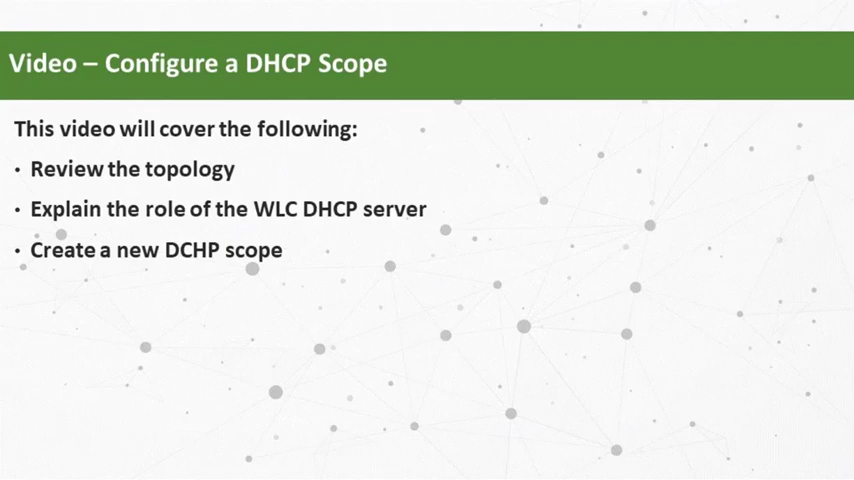 Video – Configure a DHCP Scope
This video will cover the following:
• Review the topology
• Explain the role of the WLC DHCP server
• Create a new DCHP scope